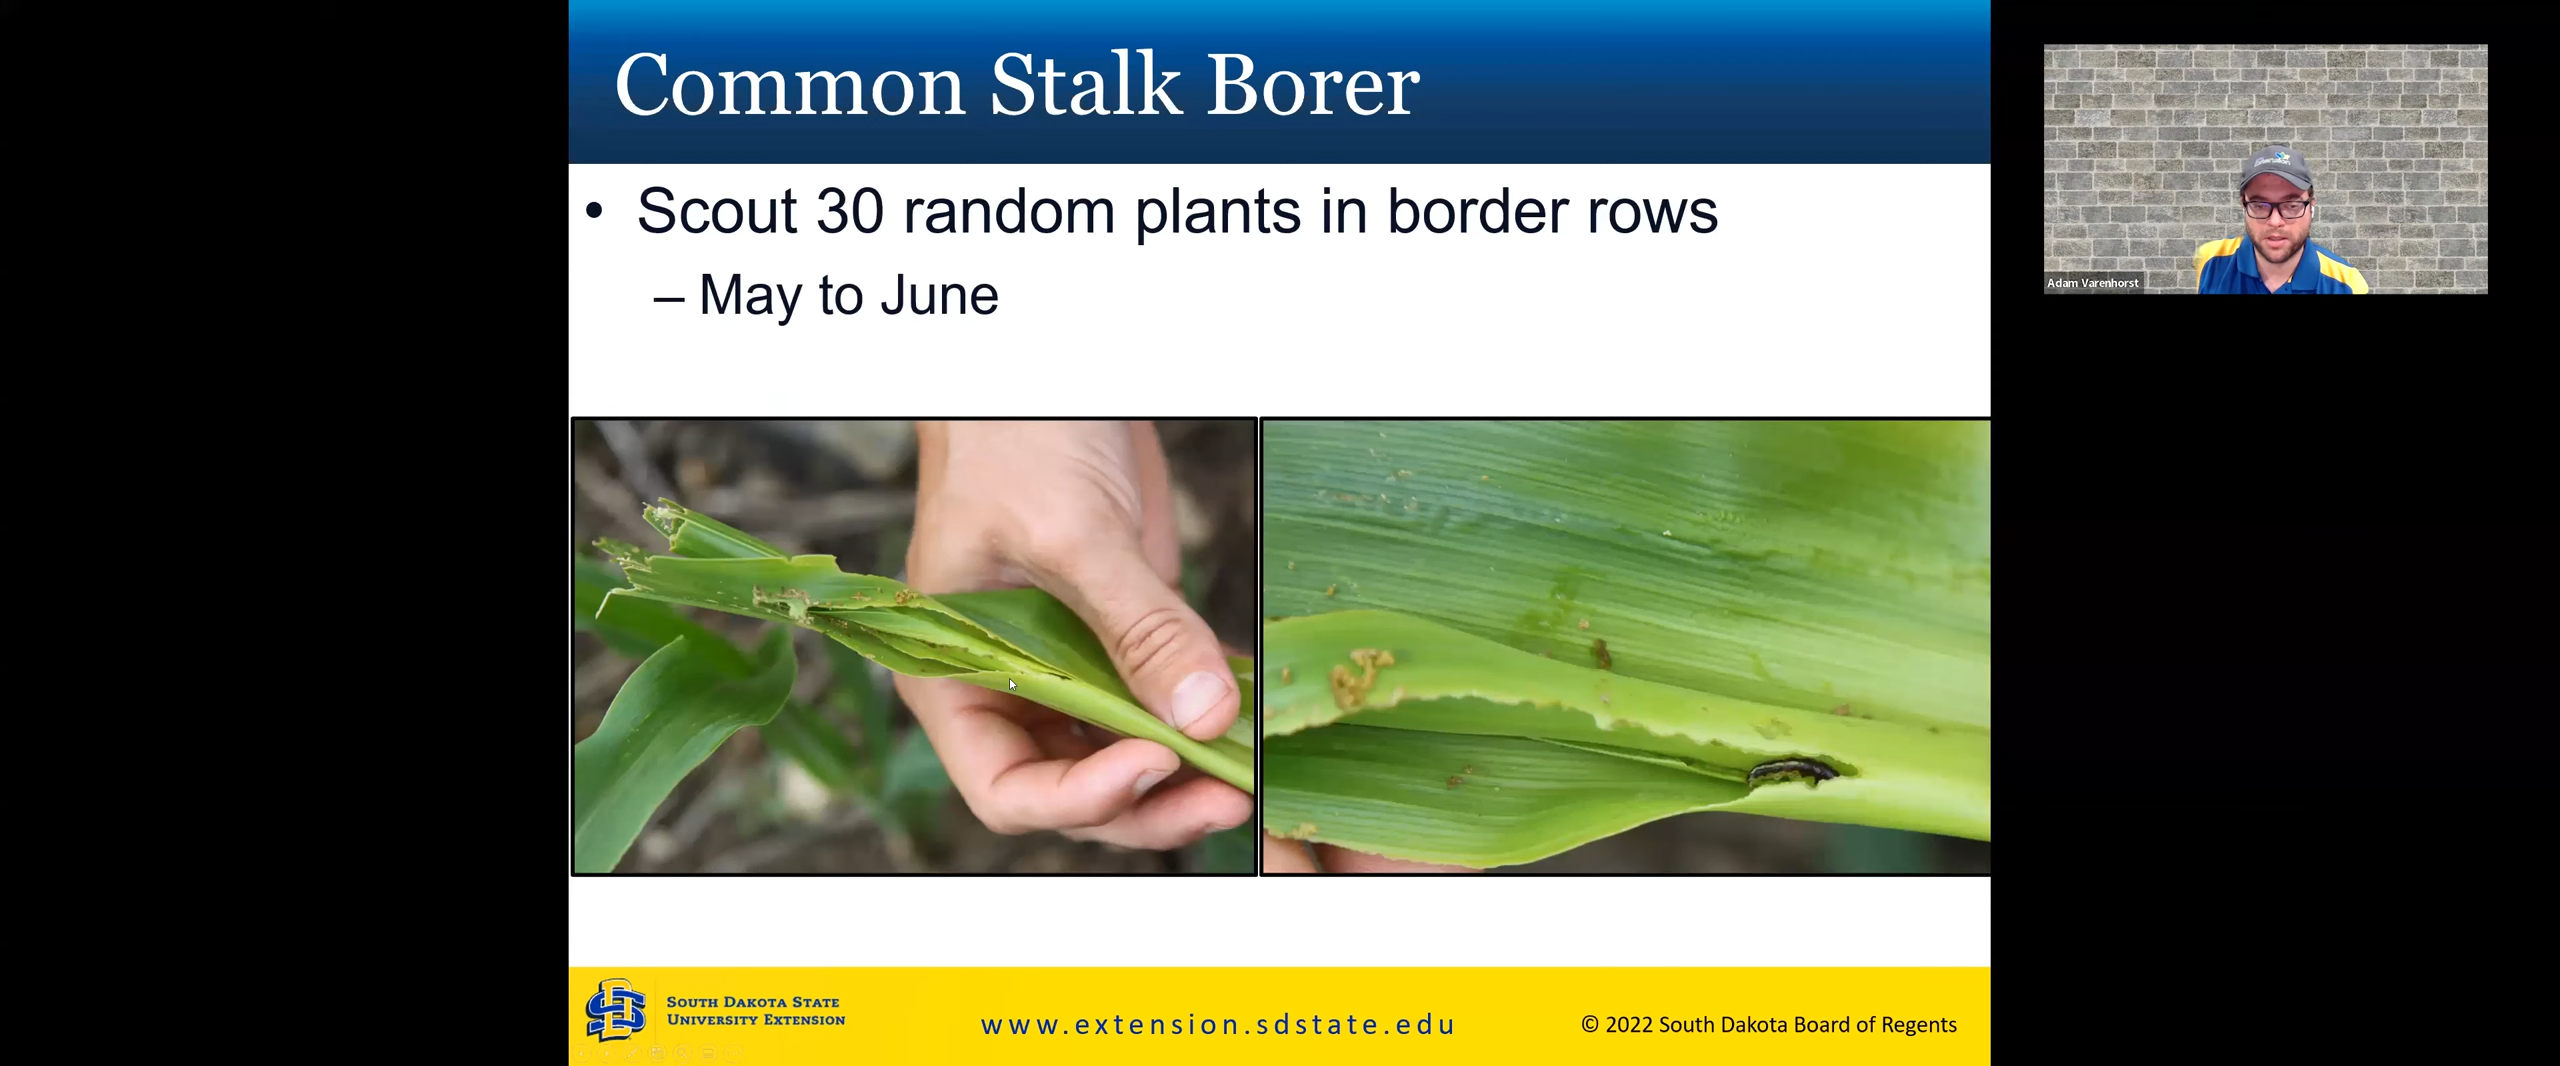 Common Stalk Borer
• Scout 30 random plants in border rows
– May to June
Adam Varenhorst
SOUTH DAKOTA STATE
UNIVERSITY EXTENSION
www.extension.sdstate.edu
© 2022 South Dakota Board of Regents